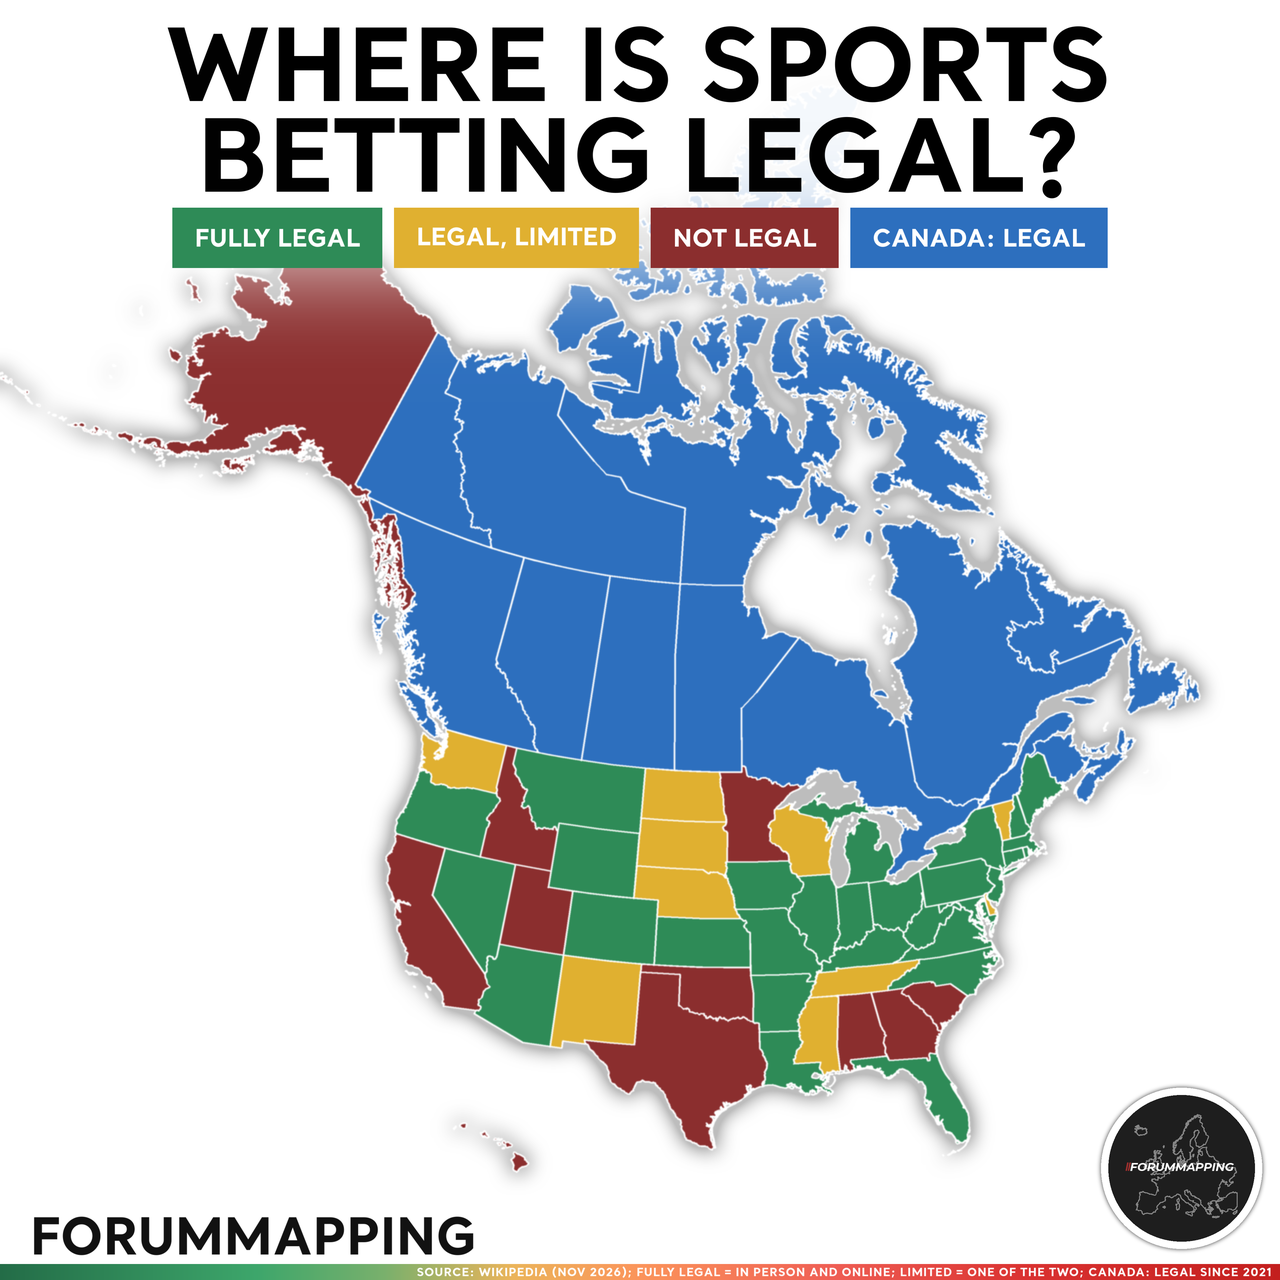 WHERE IS SPORTS
BETTING LEGAL?
FULLY LEGAL
LEGAL, LIMITED
NOT LEGAL
CANADA: LEGAL
//FORUMMAPPING
FORUMMAPPING
SOURCE: WIKIPEDIA (NOV 2026); FULLY LEGAL = IN PERSON AND ONLINE; LIMITED = ONE OF THE TWO; CANADA: LEGAL SINCE 2021